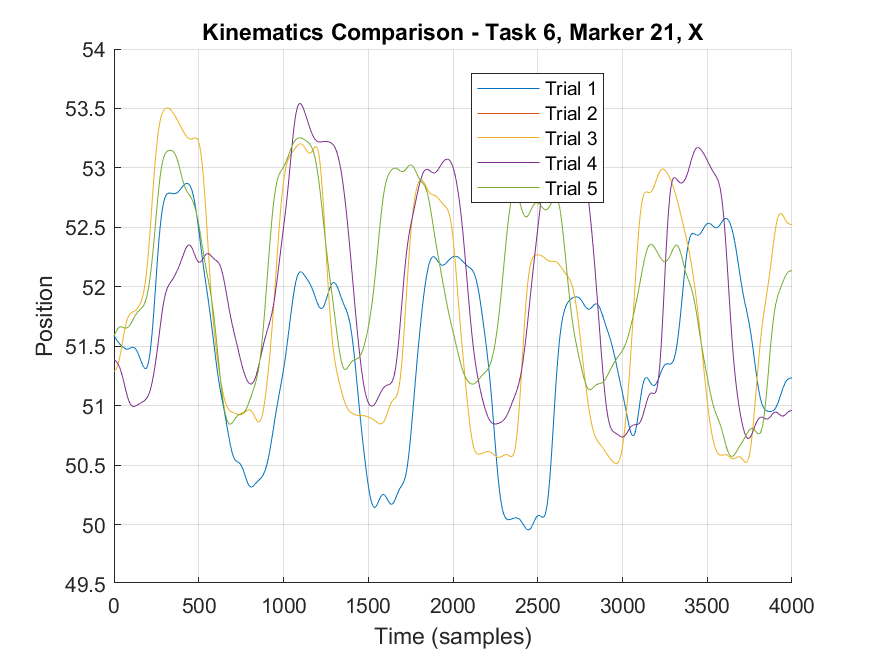 Kinematics Comparison - Task 6, Marker 21, X
54
53.5
53
52.5
52
51.5
51
50.5
50
49.5
Position
Trial 1
Trial 2
Trial 3
Trial 4
Trial 5
0 500 1000 1500 2000 2500 3000 3500 4000
Time (samples)